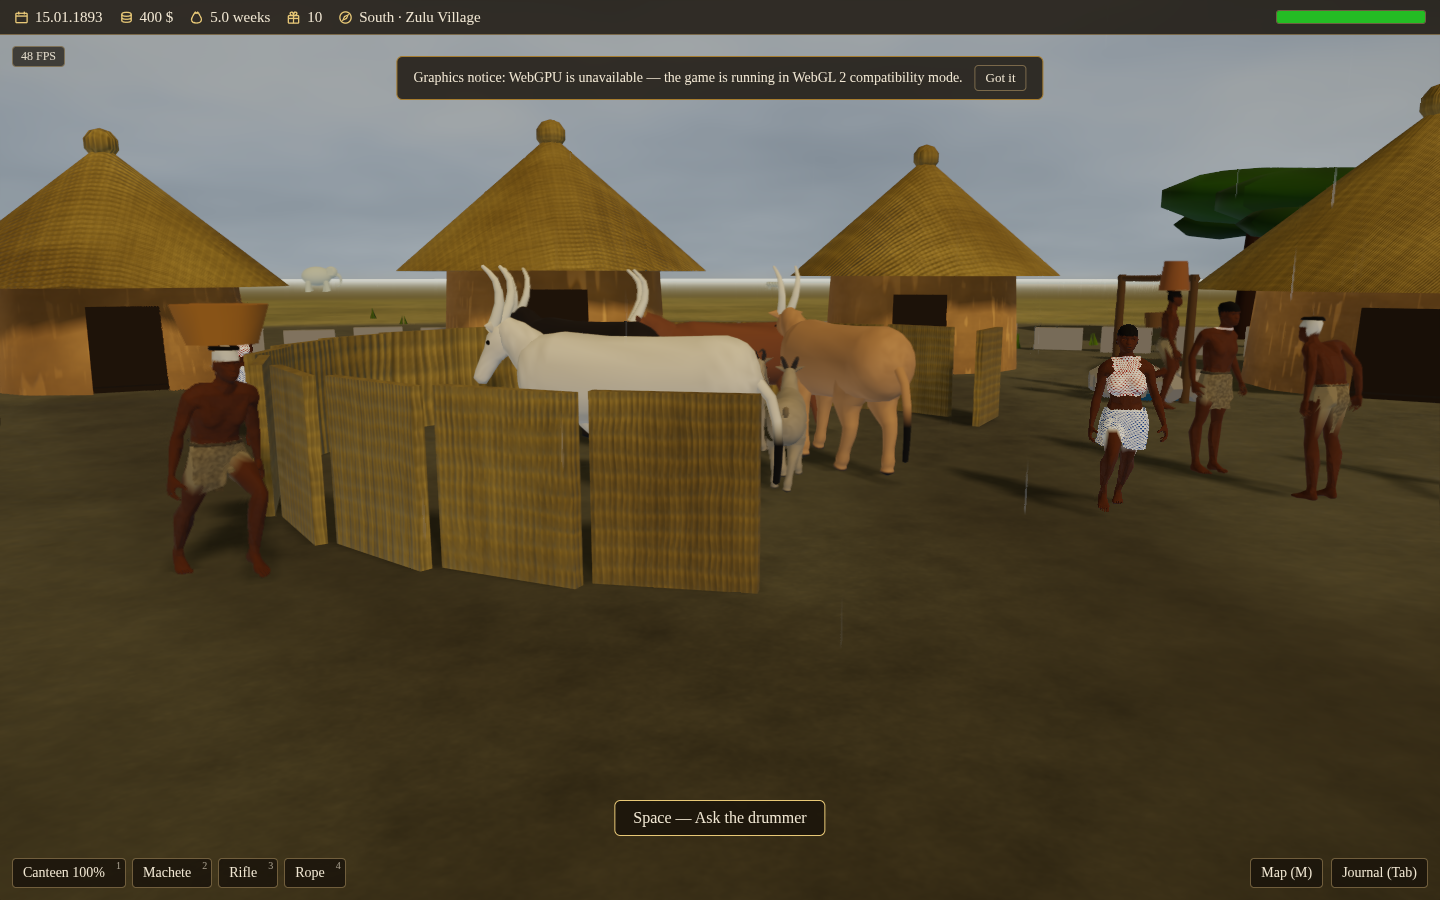 15.01.1893 400 $ 5.0 weeks 10 South · Zulu Village
48 FPS
Graphics notice: WebGPU is unavailable — the game is running in WebGL 2 compatibility mode. Got it
Space — Ask the drummer
Canteen 100% 1 Machete 2 Rifle 3 Rope 4 Map (M) Journal (Tab)